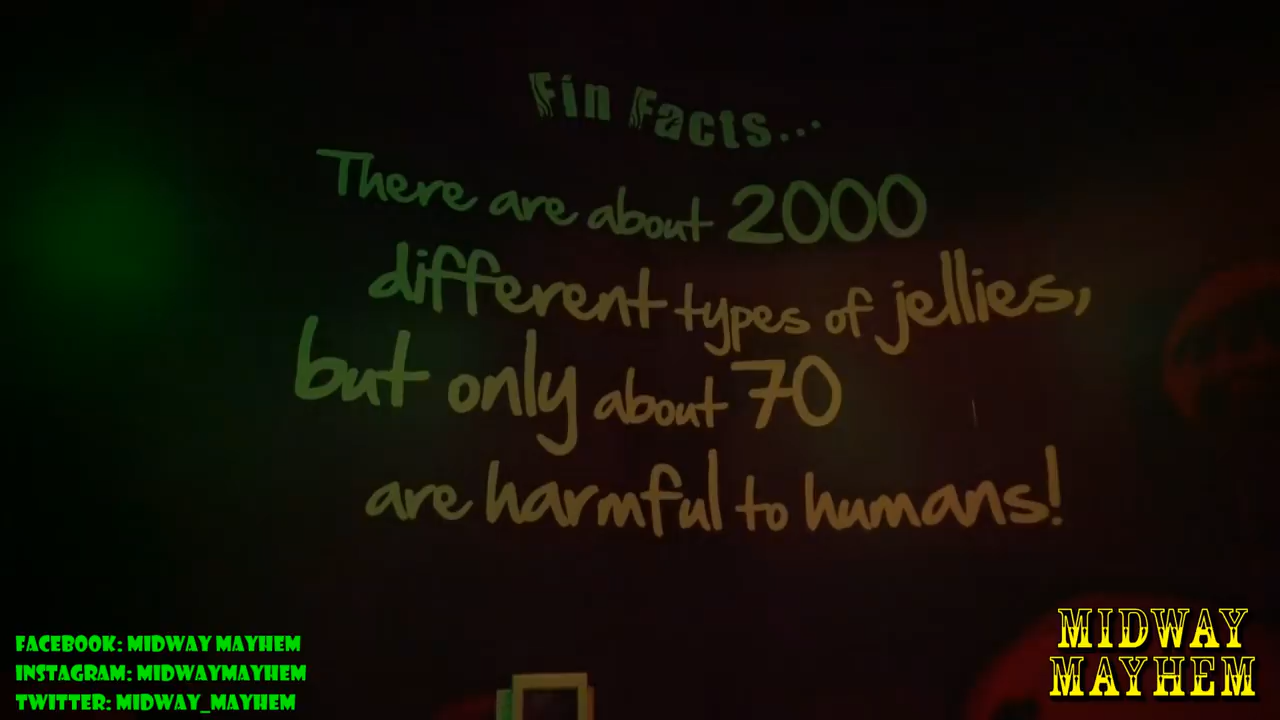 Fin Facts...
There are about 2000
different types of jellies,
but only about 70
are harmful to humans!
FACEBOOK: MIDWAY MAYHEM
INSTAGRAM: MIDWAYMAYHEM
TWITTER: MIDWAY_MAYHEM
MIDWAY
MAYHEM